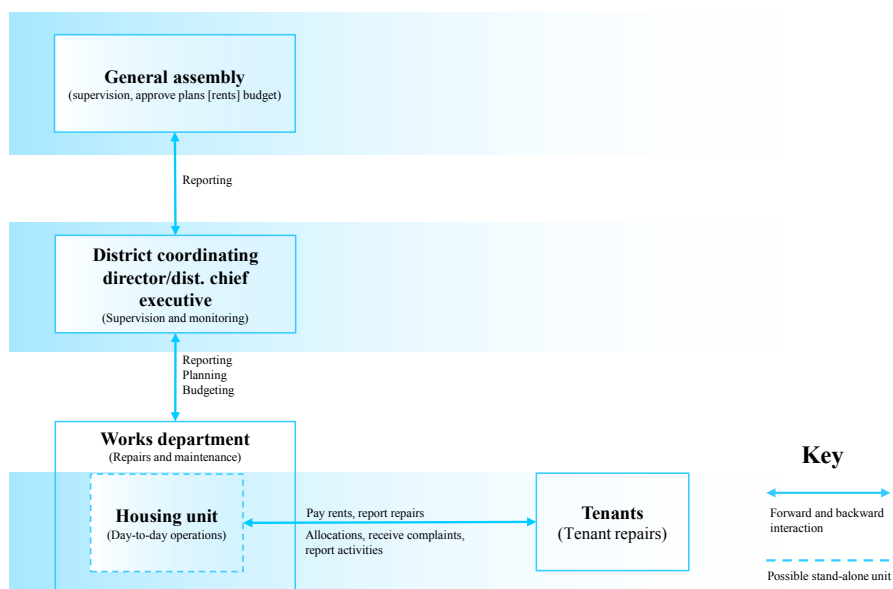 General assembly
(supervision, approve plans [rents] budget)
Reporting
District coordinating
director/dist. chief
executive
(Supervision and monitoring)
Reporting
Planning
Budgeting
Works department
(Repairs and maintenance)
Housing unit
(Day-to-day operations)
Pay rents, report repairs
Allocations, receive complaints,
report activities
Tenants
(Tenant repairs)
Key
Forward and backward
interaction
Possible stand-alone unit